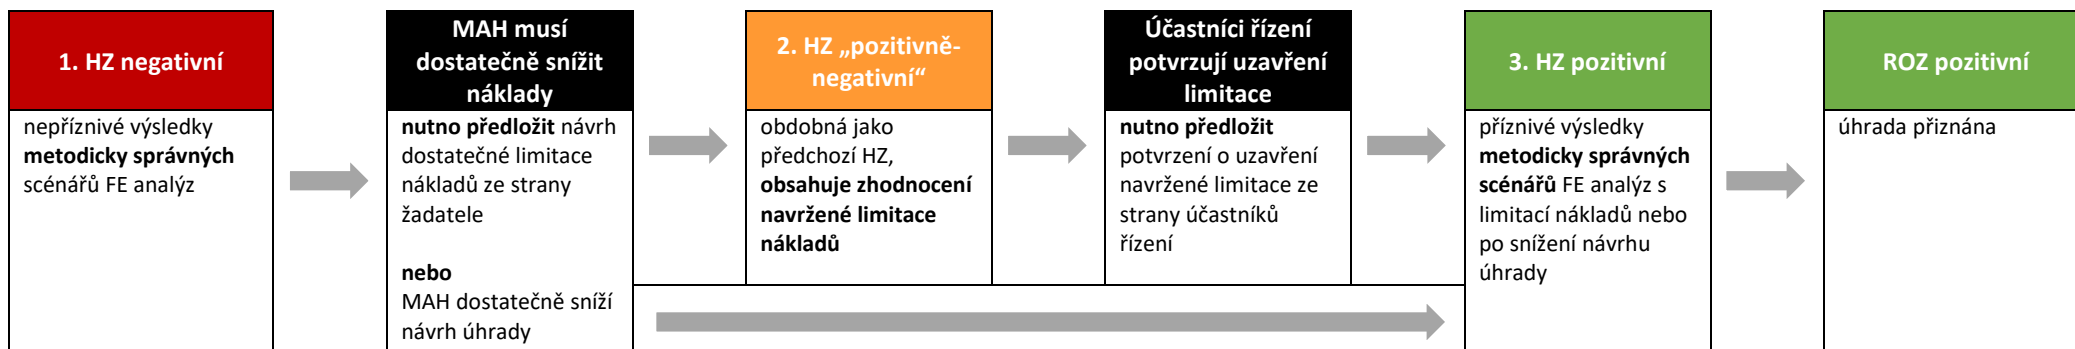 1. HZ negativní
nepříznivé výsledky
metodicky správných
scénářů FE analýz
MAH musí
dostatečně snížit
náklady
nutno předložit návrh
dostatečné limitace
nákladů ze strany
žadatele
nebo
MAH dostatečně sníží
návrh úhrady
2. HZ „pozitivně-
negativní“
obdobná jako
předchozí HZ,
obsahuje zhodnocení
navržené limitace
nákladů
Účastníci řízení
potvrzují uzavření
limitace
nutno předložit
potvrzení o uzavření
navržené limitace ze
strany účastníků
řízení
3. HZ pozitivní
příznivé výsledky
metodicky správných
scénářů FE analýz s
limitací nákladů nebo
po snížení návrhu
úhrady
ROZ pozitivní
úhrada přiznána